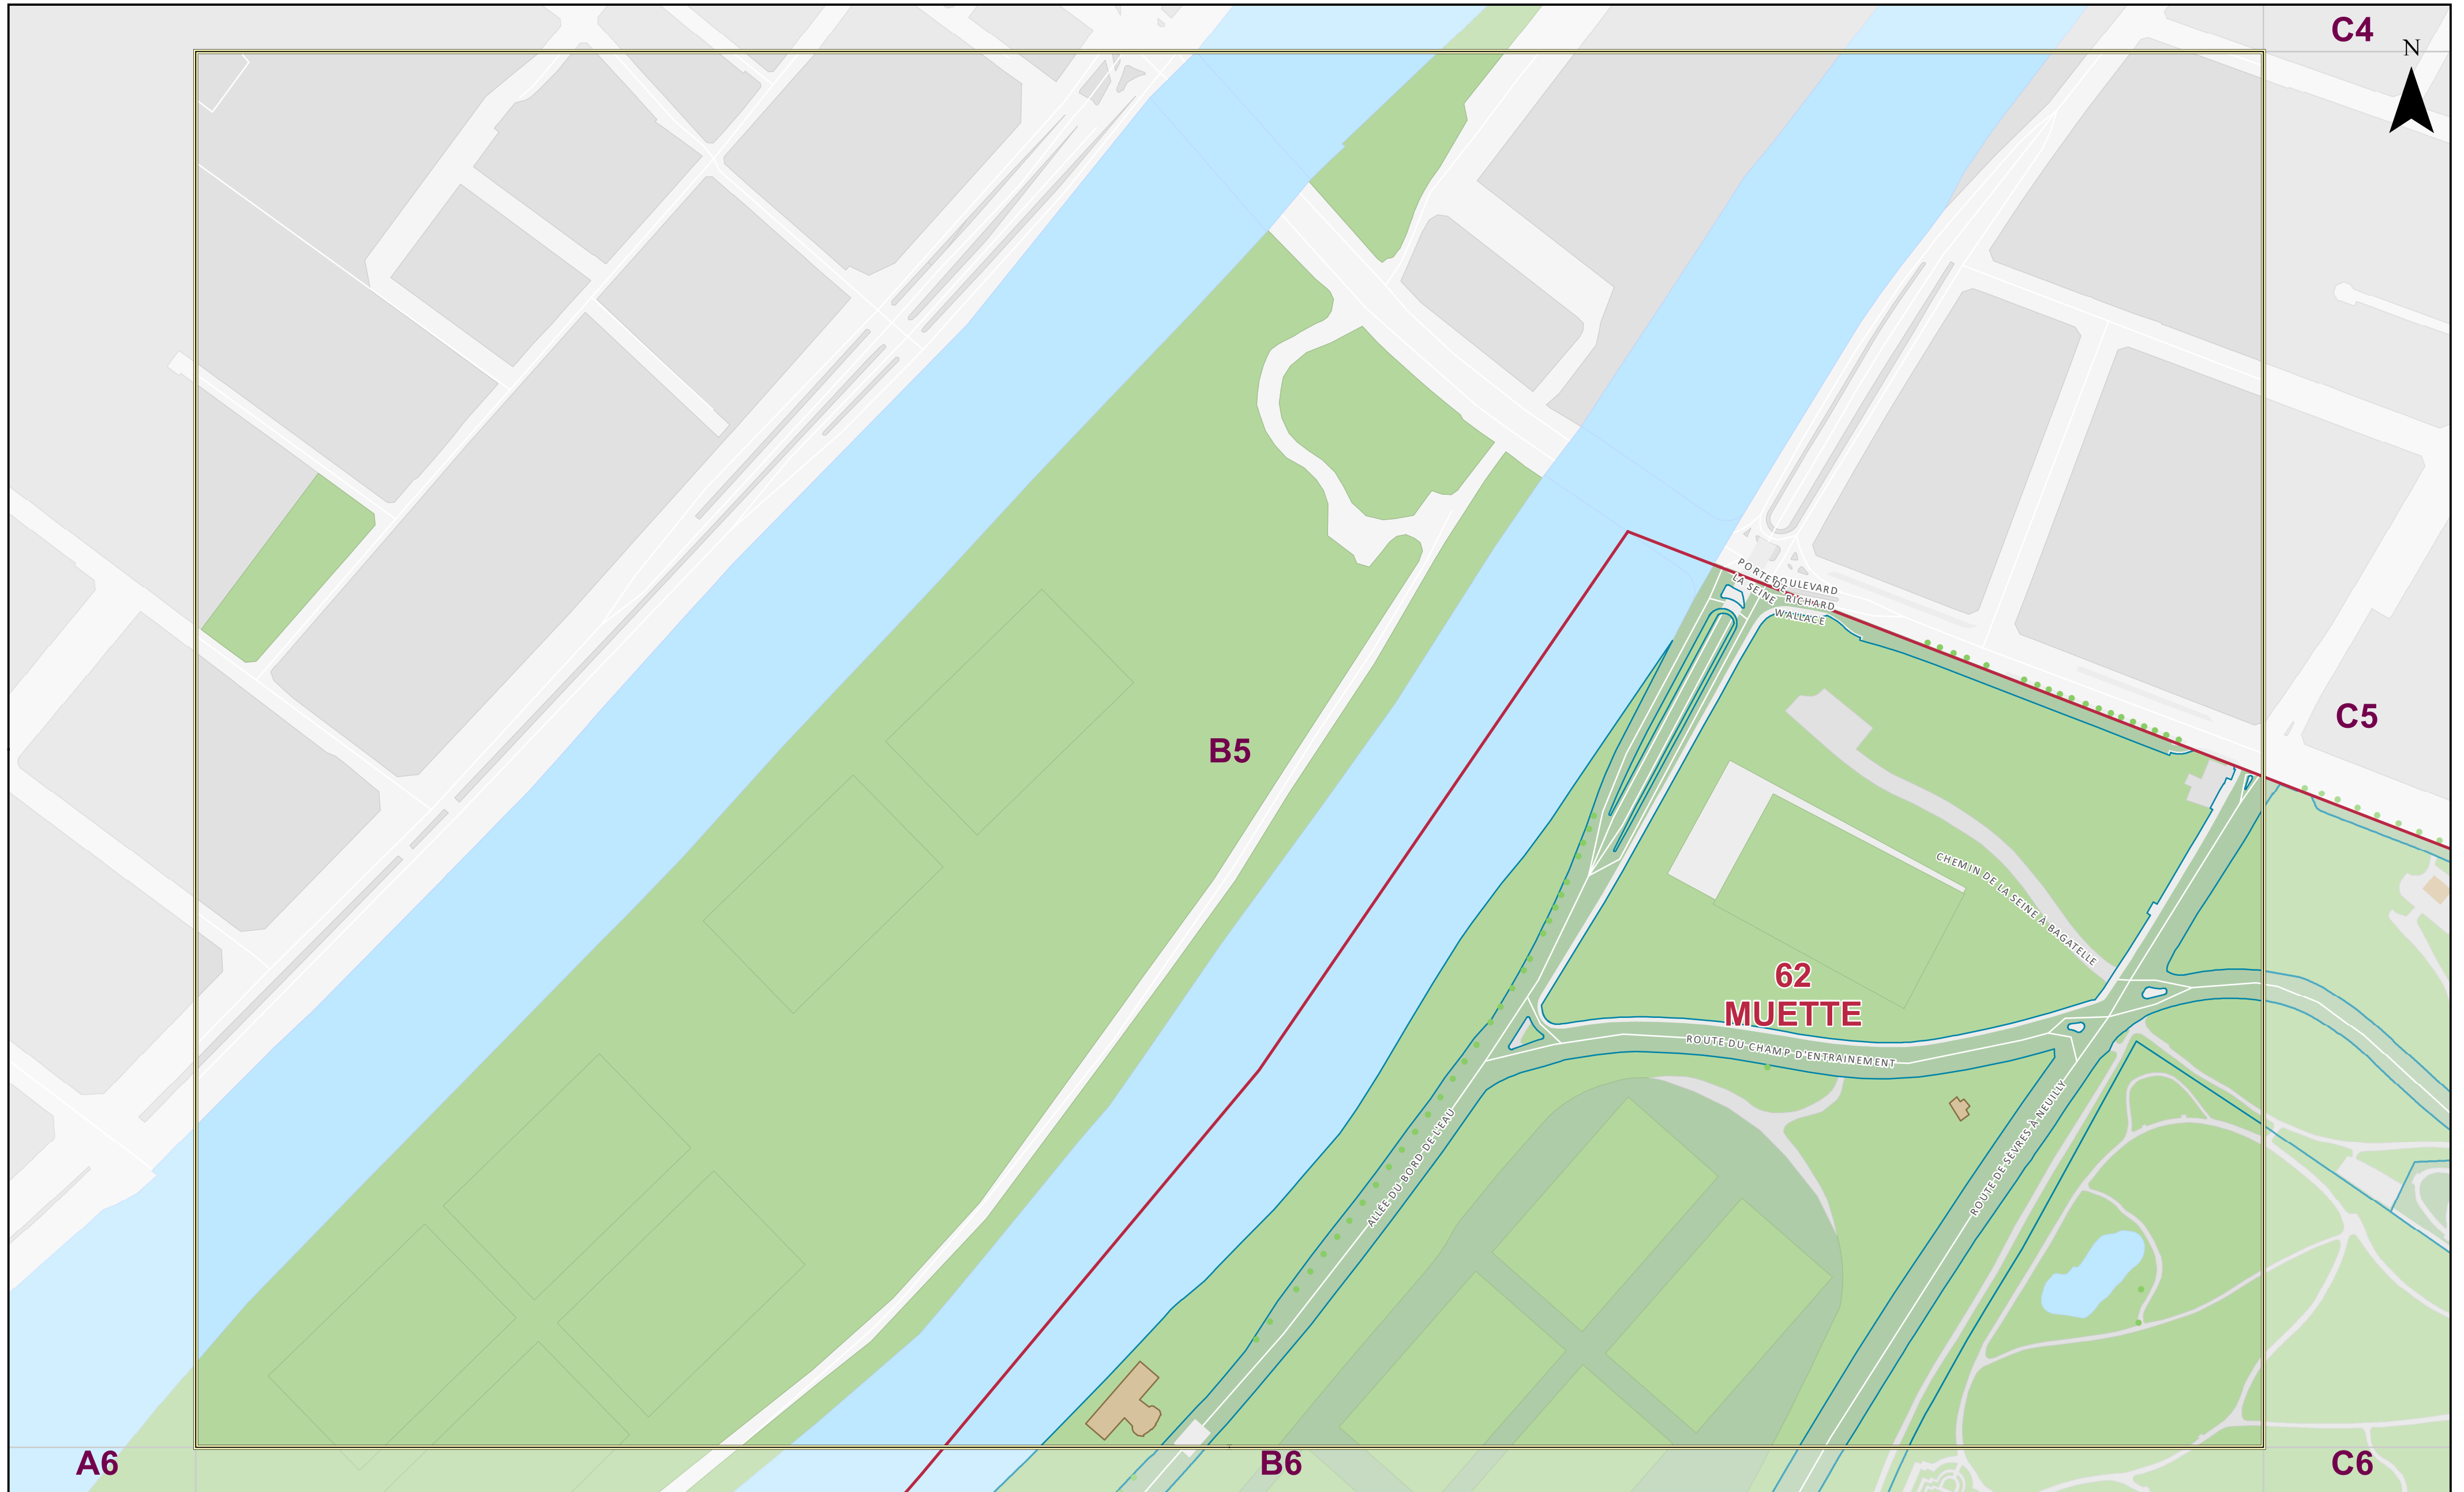 C4
N
PORTE DE
LA SEINE
BOULEVARD
RICHARD
WALLACE
C5
B5
CHEMIN DE LA SEINE À BAGATELLE
62
MUETTE
ROUTE DU CHAMP D'ENTRAINEMENT
ALLÉE DU BORD DE L'EAU
ROUTE DE SÈVRES À NEUILLY
A6
B6
C6